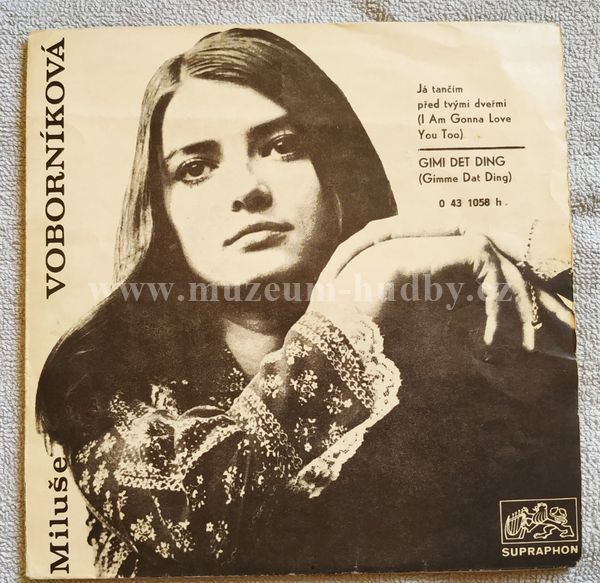 Miluše VOBORNÍKOVÁ
Já tančím
před tvými dveřmi
(I Am Gonna Love
You Too)
GIMI DET DING
(Gimme Dat Ding)
0 43 1058 h
www.muzeum-hudby.cz
SUPRAPHON